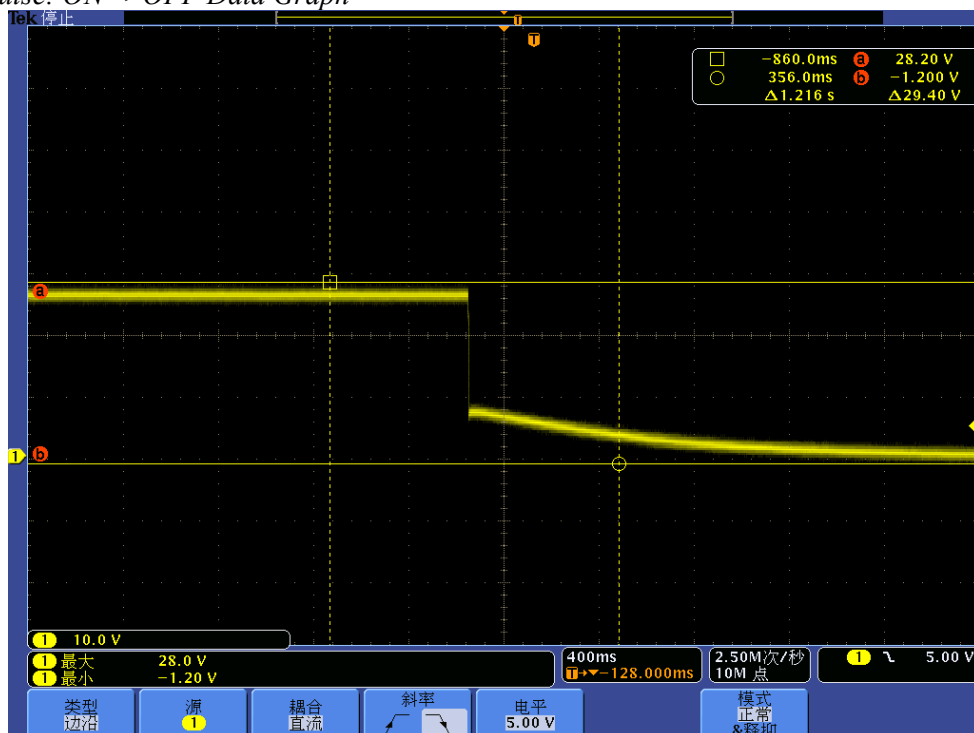 ON → OFF Data Graph
Tek 停止
T
T
−860.0ms a 28.20 V
356.0ms b −1.200 V
Δ1.216 s Δ29.40 V
a
b
1
1 10.0 V
1 最大 28.0 V
1 最小 −1.20 V
400ms
T→▼−128.000ms
2.50M次/秒
10M 点
1 5.00 V
类型
边沿
源
1
耦合
直流
斜率
电平
5.00 V
模式
正常
&释抑